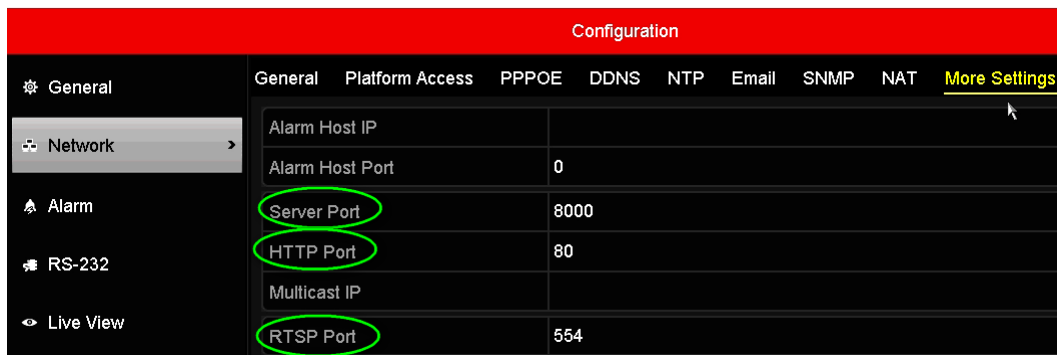 Configuration
General
Network
Alarm
RS-232
Live View
General Platform Access PPPOE DDNS NTP Email SNMP NAT More Settings
Alarm Host IP
Alarm Host Port 0
Server Port 8000
HTTP Port 80
Multicast IP
RTSP Port 554